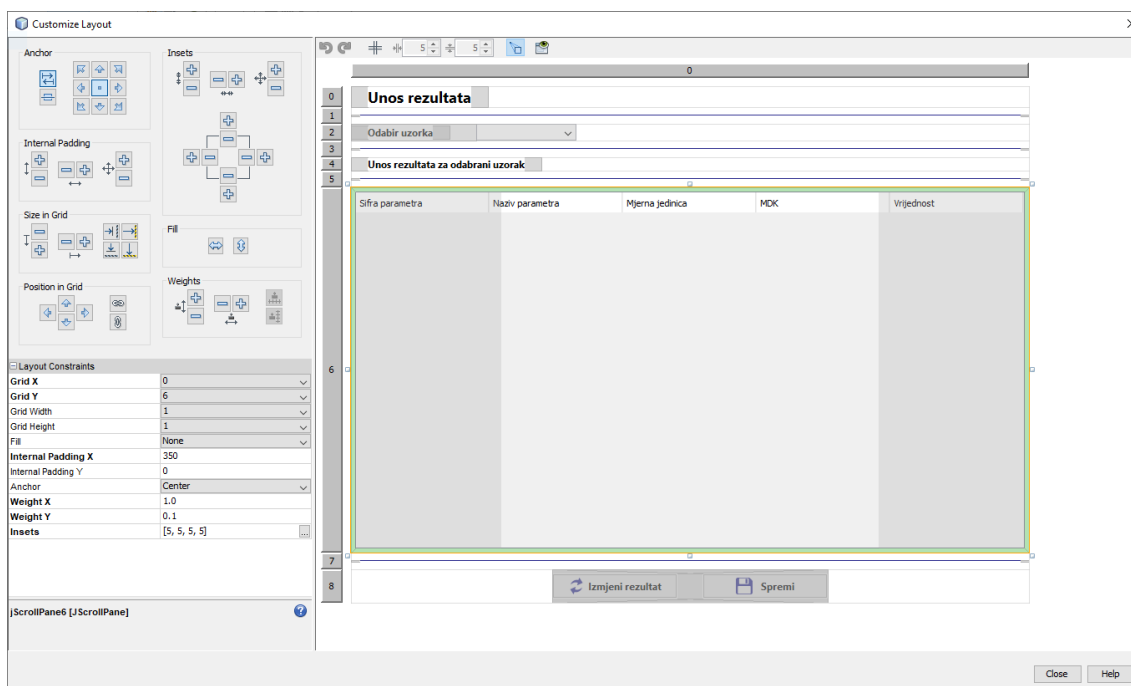 Customize Layout
Anchor
Insets
Internal Padding
Size in Grid
Fill
Position in Grid
Weights
Layout Constraints
Grid X 0
Grid Y 6
Grid Width 1
Grid Height 1
Fill None
Internal Padding X 350
Internal Padding Y 0
Anchor Center
Weight X 1.0
Weight Y 0.1
Insets [5, 5, 5, 5] ...
jScrollPane6 [JScrollPane]
5 5
0
0 Unos rezultata
1
2 Odabir uzorka
3
4 Unos rezultata za odabrani uzorak
5
Sifra parametra Naziv parametra Mjerna jedinica MDK Vrijednost
6
7
8 Izmjeni rezultat Spremi
Close Help